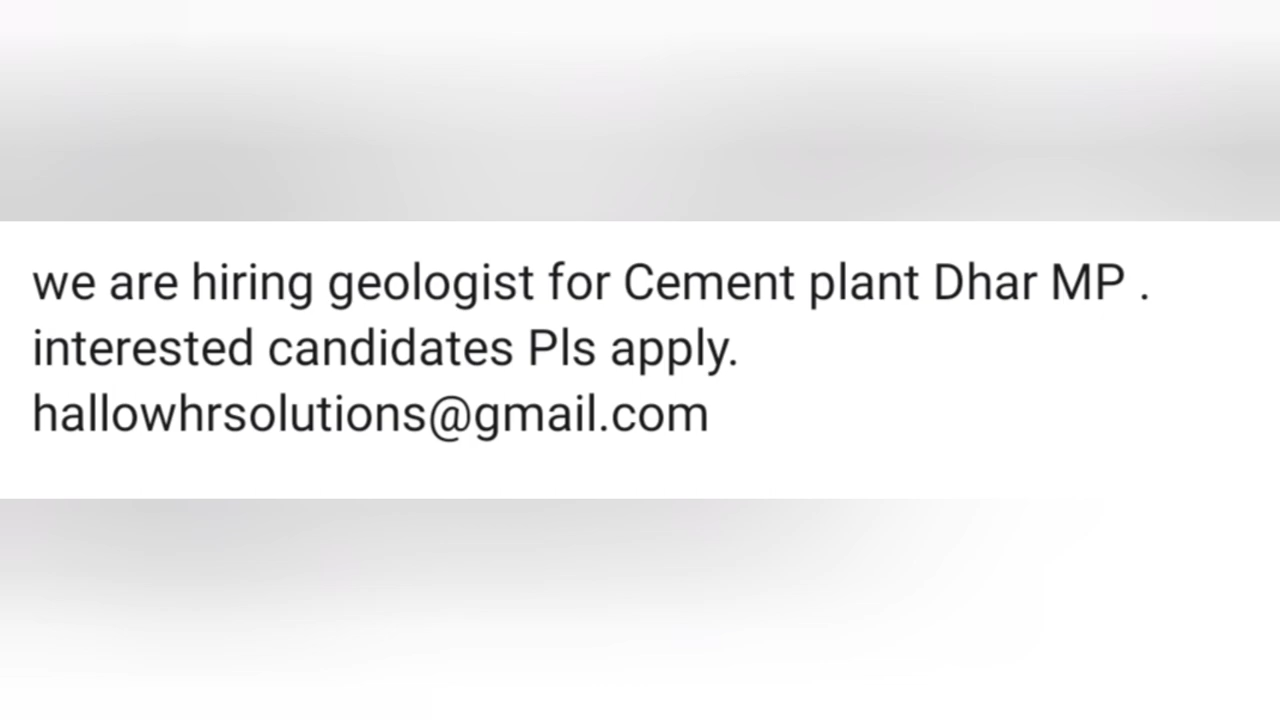 we are hiring geologist for Cement plant Dhar MP .
interested candidates Pls apply.
hallowhrsolutions@gmail.com